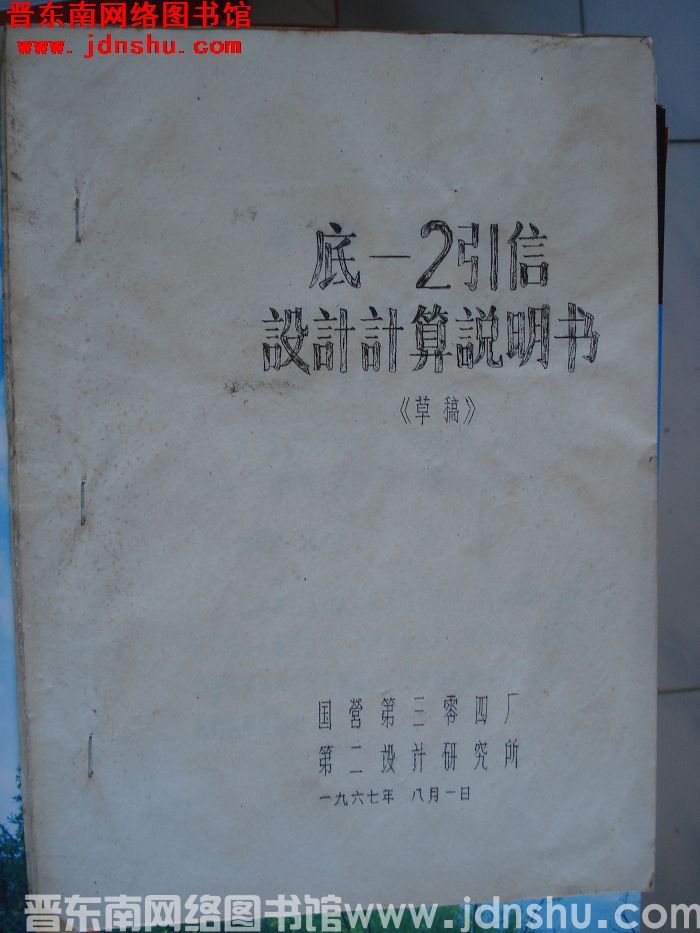 晋东南网络图书馆
www.jdnshu.com
底－2引信
設計計算説明书
《草稿》
国营第三零四厂
第二设计研究所
一九六七年 八月一日
晋东南网络图书馆www.jdnshu.com